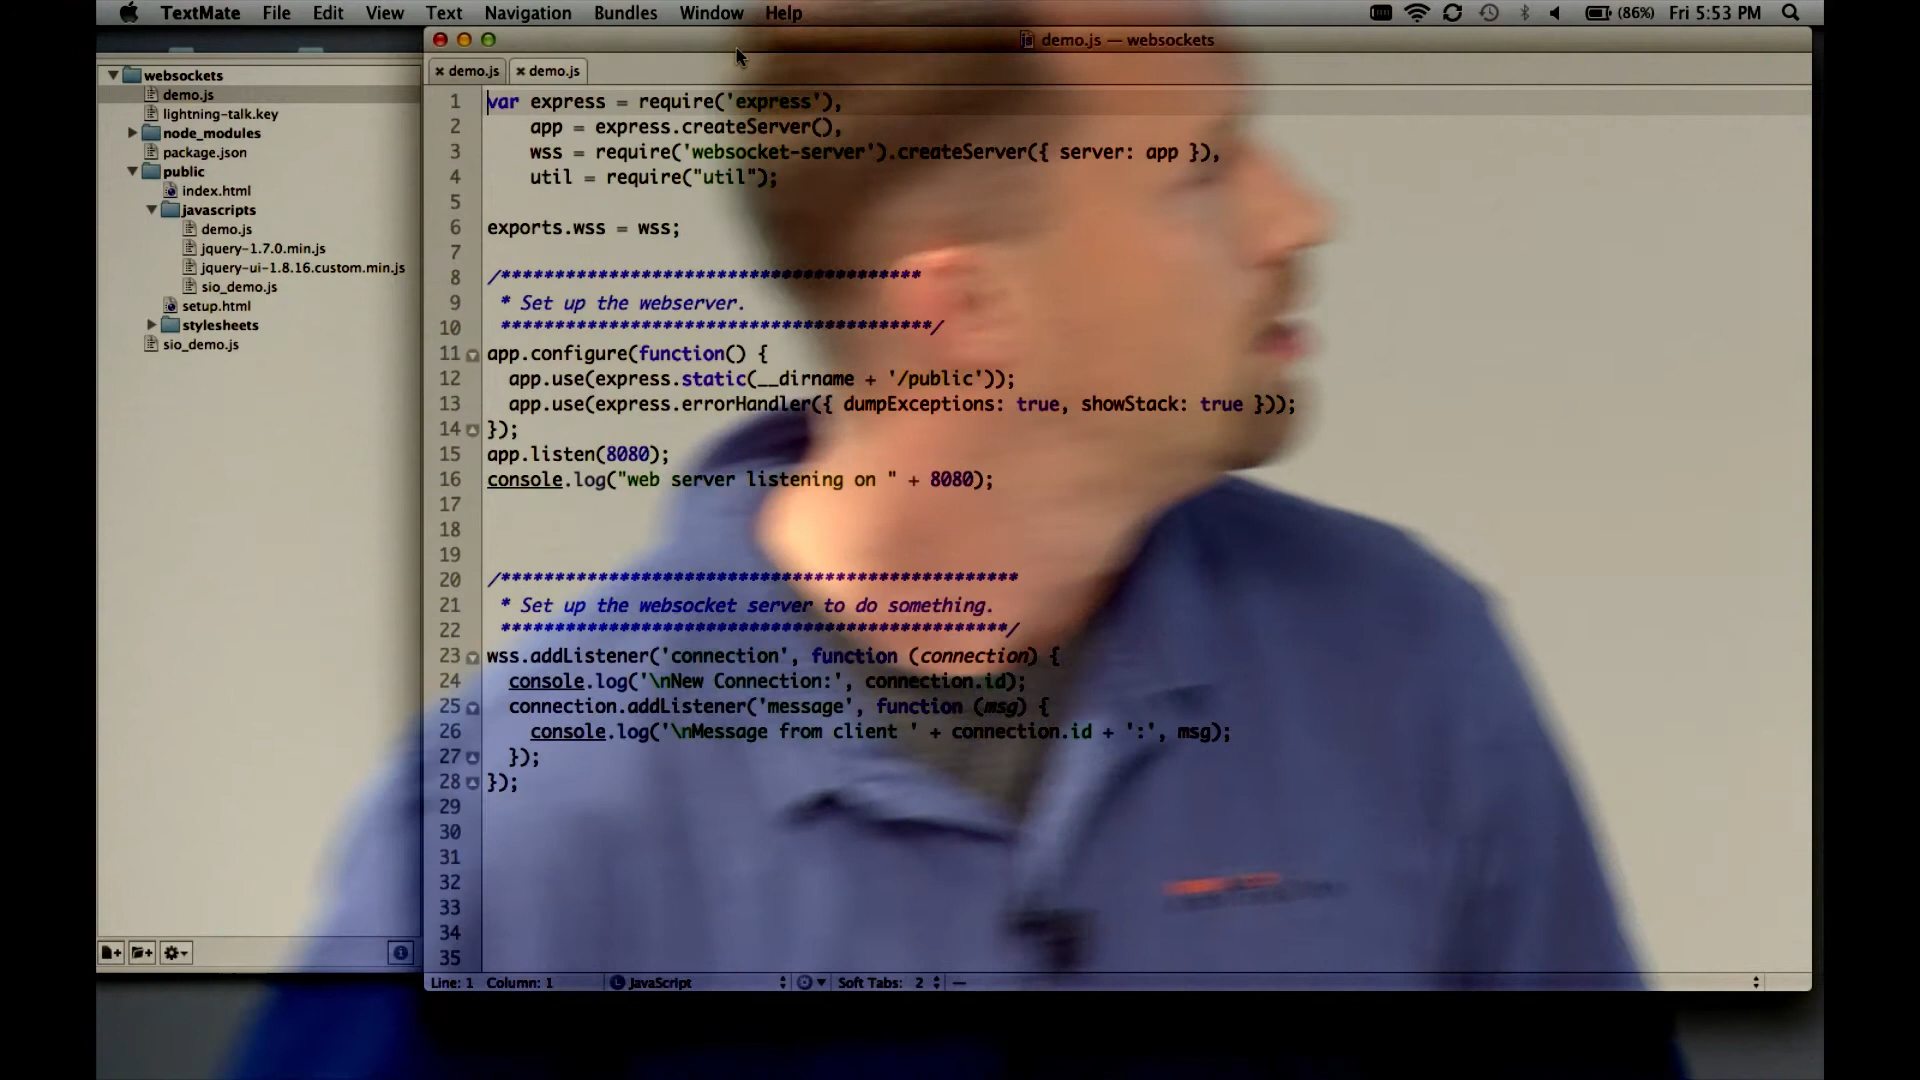 TextMate File Edit View Text Navigation Bundles Window Help (86%) Fri 5:53 PM
demo.js — websockets
demo.js demo.js
websockets
demo.js
lightning-talk.key
node_modules
package.json
public
index.html
javascripts
demo.js
jquery-1.7.0.min.js
jquery-ui-1.8.16.custom.min.js
sio_demo.js
setup.html
stylesheets
sio_demo.js
1 var express = require('express'),
2 app = express.createServer(),
3 wss = require('websocket-server').createServer({ server: app }),
4 util = require("util");
5
6 exports.wss = wss;
7
8 /***************************************
9 * Set up the webserver.
10 ****************************************/
11 app.configure(function() {
12 app.use(express.static(__dirname + '/public'));
13 app.use(express.errorHandler({ dumpExceptions: true, showStack: true }));
14 });
15 app.listen(8080);
16 console.log("web server listening on " + 8080);
17
18
19
20 /************************************************
21 * Set up the websocket server to do something.
22 ***********************************************/
23 wss.addListener('connection', function (connection) {
24 console.log('\nNew Connection:', connection.id);
25 connection.addListener('message', function (msg) {
26 console.log('\nMessage from client ' + connection.id + ':', msg);
27 });
28 });
29
30
31
32
33
34
35
Line: 1 Column: 1 JavaScript Soft Tabs: 2 —